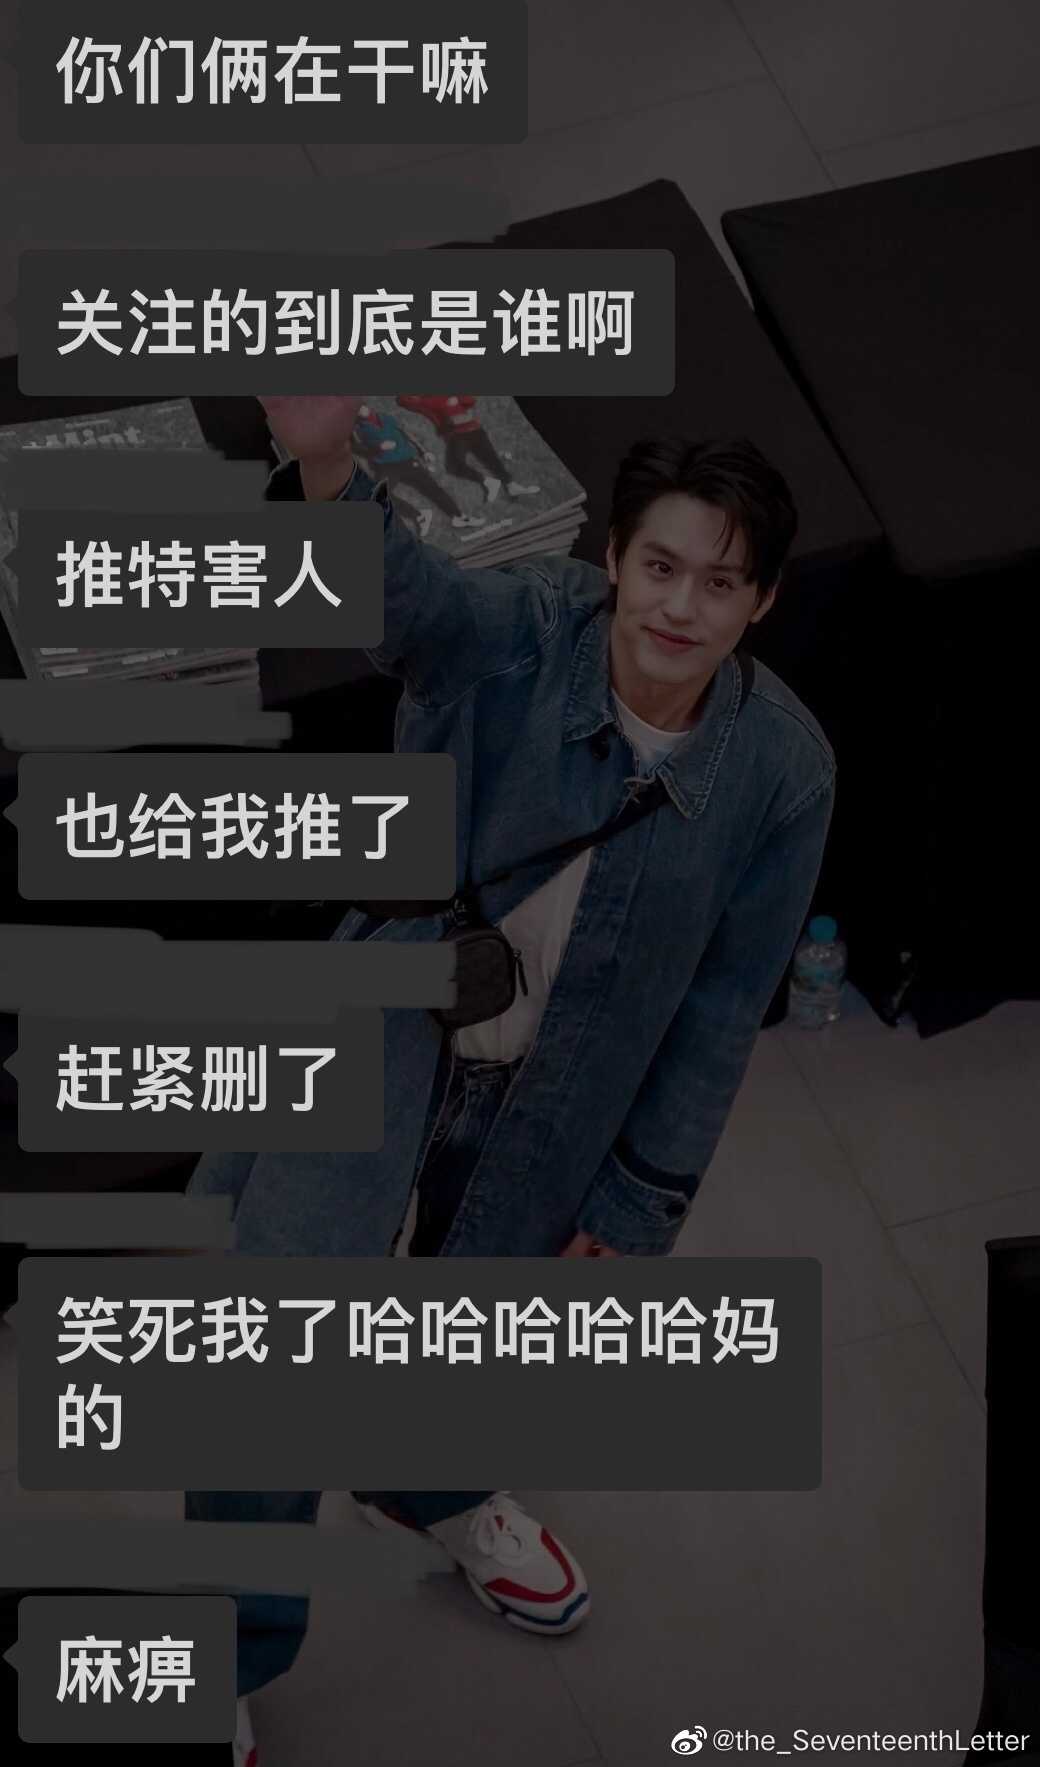 你们俩在干嘛
关注的到底是谁啊
推特害人
也给我推了
赶紧删了
笑死我了哈哈哈哈哈妈
的
麻痹
@the_SeventeenthLetter